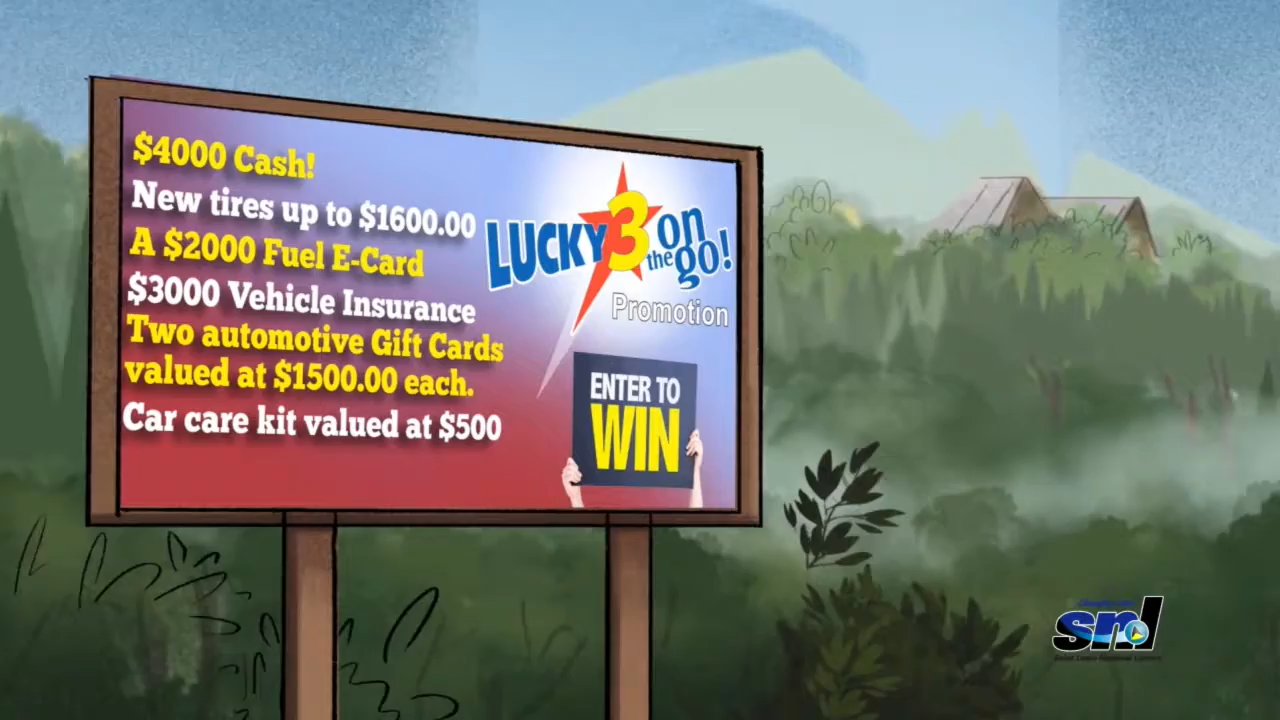 $4000 Cash!
New tires up to $1600.00
A $2000 Fuel E-Card
$3000 Vehicle Insurance
Two automotive Gift Cards
valued at $1500.00 each.
Car care kit valued at $500
LUCKY 3 on the go!
Promotion
ENTER TO
WIN
snl